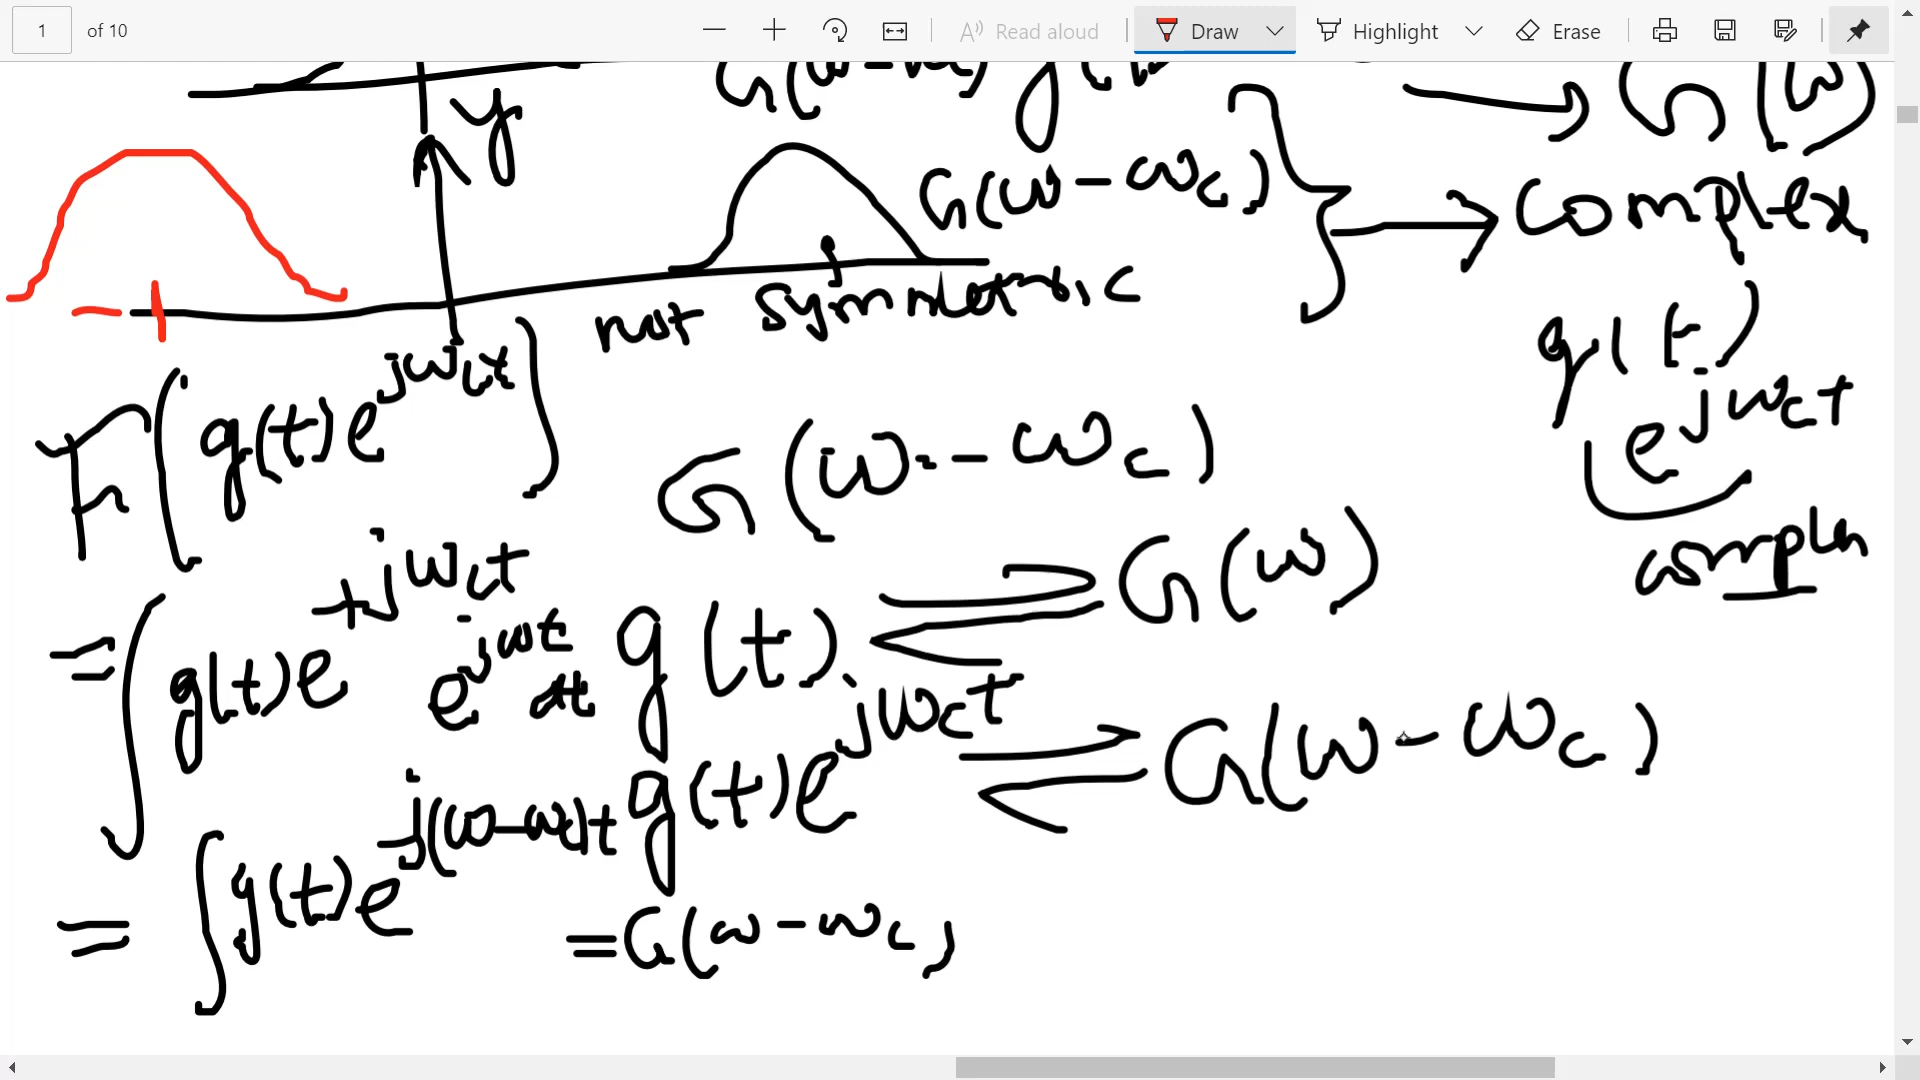 1 of 10 Read aloud Draw Highlight Erase
y
G(ω)
G(ω-ωc)
complex
not symmetric
g(t)
e^jωct
F[g(t)e^jωct]
G(ω--ωc)
=∫g(t)e^+jωct e^jωt dt
g(t) ⇌ G(ω)
g(t)e^jωct ⇌ G(ω-ωc)
=∫g(t)e^-j(ω-ωc)t
=G(ω-ωc)